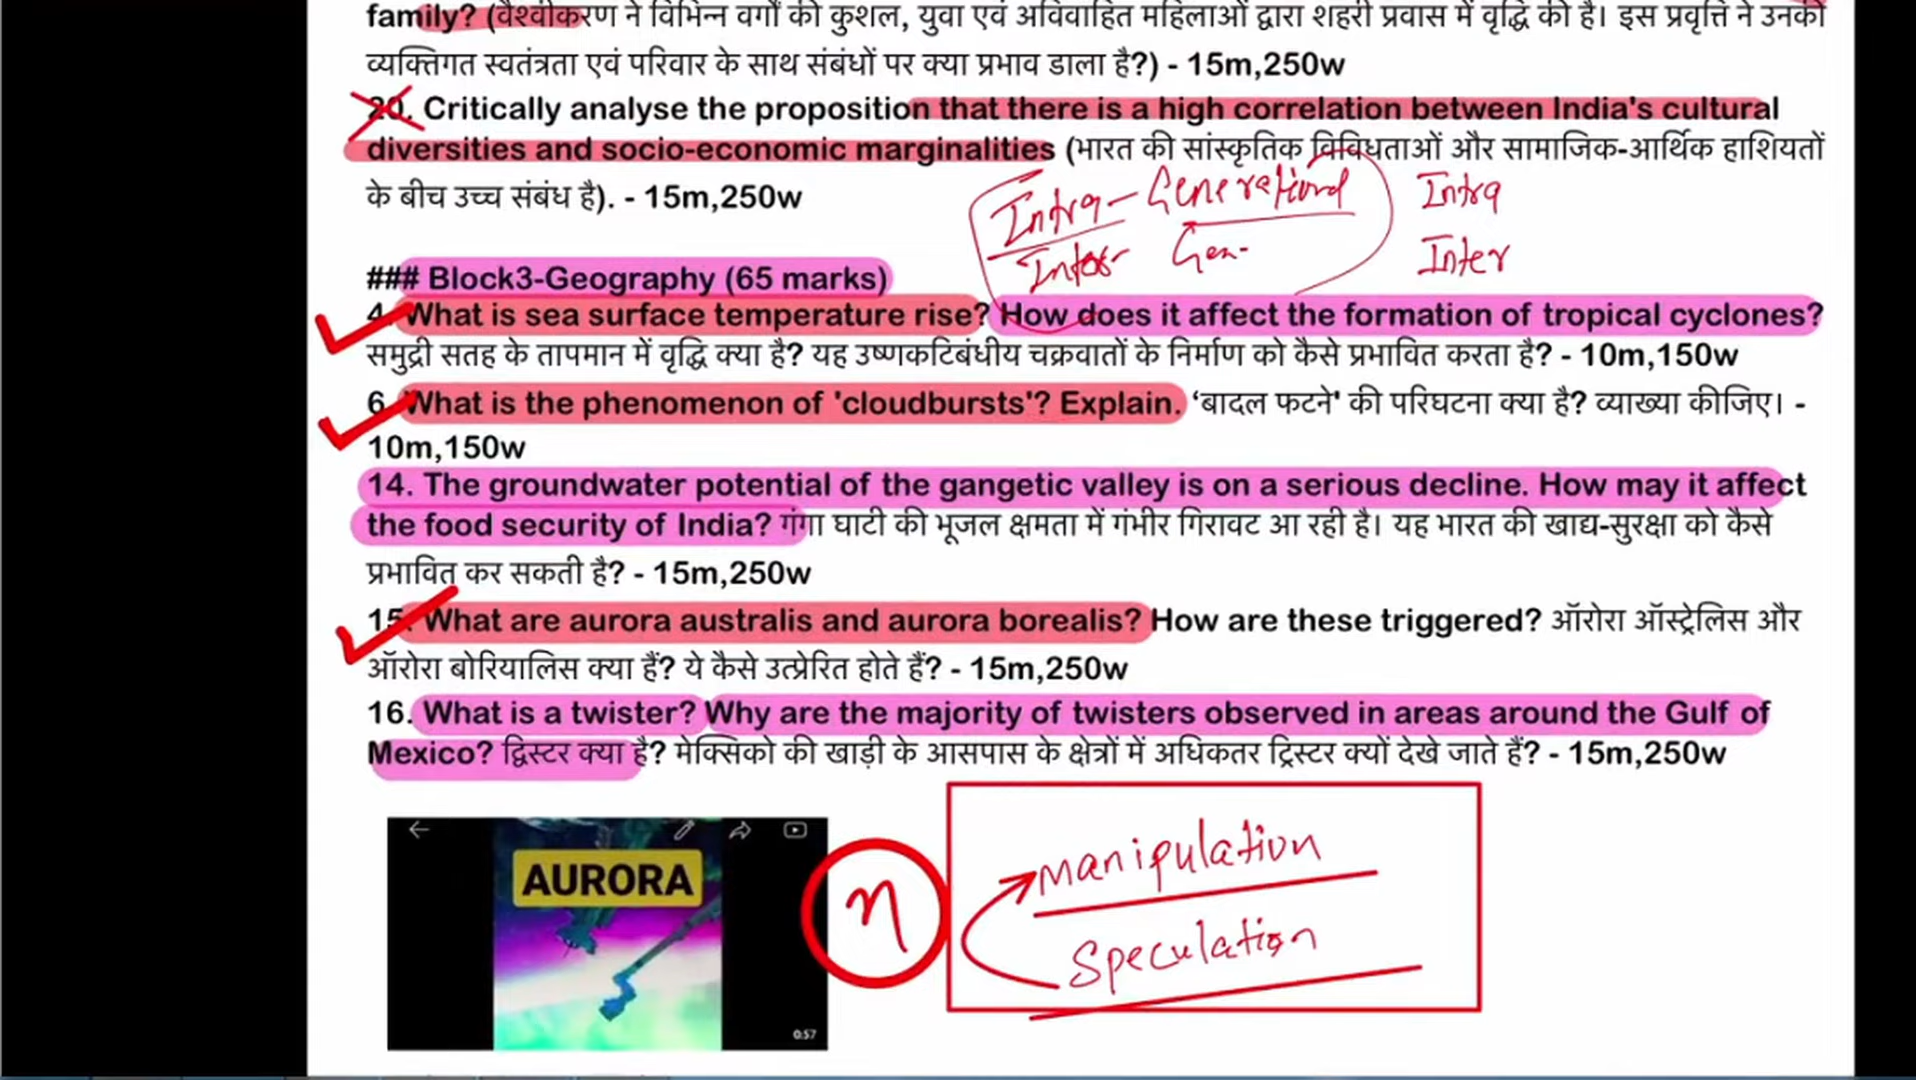 family? (वैश्वीकरण ने विभिन्न वर्गों की कुशल, युवा एवं अविवाहित महिलाओं द्वारा शहरी प्रवास में वृद्धि की है। इस प्रवृत्ति ने उनकी
व्यक्तिगत स्वतंत्रता एवं परिवार के साथ संबंधों पर क्या प्रभाव डाला है?) - 15m,250w
20. Critically analyse the proposition that there is a high correlation between India's cultural
diversities and socio-economic marginalities (भारत की सांस्कृतिक विविधताओं और सामाजिक-आर्थिक हाशियतों
के बीच उच्च संबंध है). - 15m,250w
Intra - Generational Intra
Inter- Gen- Inter
### Block3-Geography (65 marks)
4. What is sea surface temperature rise? How does it affect the formation of tropical cyclones?
समुद्री सतह के तापमान में वृद्धि क्या है? यह उष्णकटिबंधीय चक्रवातों के निर्माण को कैसे प्रभावित करता है? - 10m,150w
6. What is the phenomenon of 'cloudbursts'? Explain. ‘बादल फटने' की परिघटना क्या है? व्याख्या कीजिए। -
10m,150w
14. The groundwater potential of the gangetic valley is on a serious decline. How may it affect
the food security of India? गंगा घाटी की भूजल क्षमता में गंभीर गिरावट आ रही है। यह भारत की खाद्य-सुरक्षा को कैसे
प्रभावित कर सकती है? - 15m,250w
15. What are aurora australis and aurora borealis? How are these triggered? ऑरोरा ऑस्ट्रेलिस और
ऑरोरा बोरियालिस क्या हैं? ये कैसे उत्प्रेरित होते हैं? - 15m,250w
16. What is a twister? Why are the majority of twisters observed in areas around the Gulf of
Mexico? द्विस्टर क्या है? मेक्सिको की खाड़ी के आसपास के क्षेत्रों में अधिकतर ट्विस्टर क्यों देखे जाते हैं? - 15m,250w
AURORA
0:57
manipulation
speculation